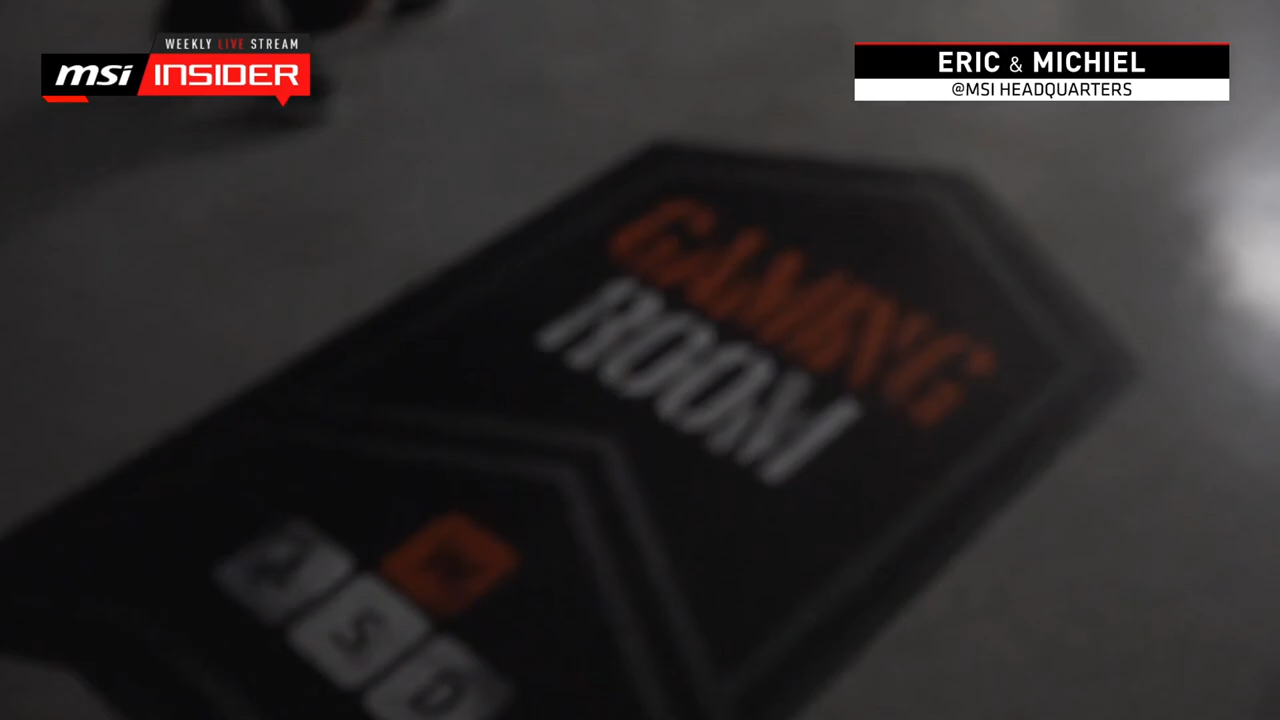 WEEKLY LIVE STREAM
msi INSIDER
ERIC & MICHIEL
@MSI HEADQUARTERS
GAMING
ROOM
W
A S D